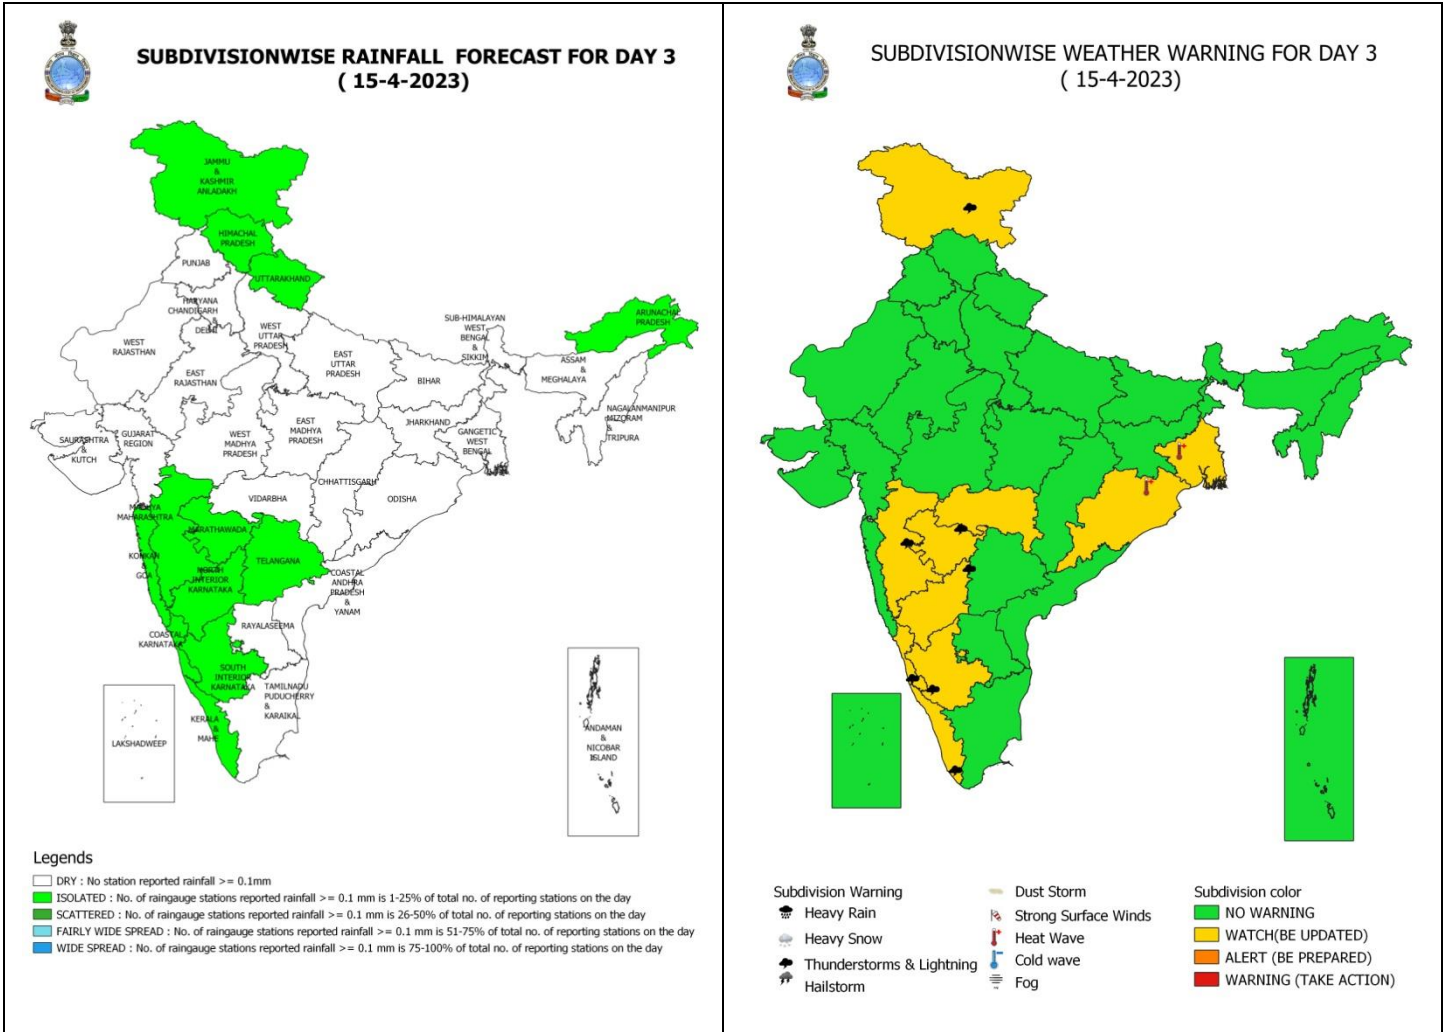 SUBDIVISIONWISE RAINFALL FORECAST FOR DAY 3
( 15-4-2023)
JAMMU
&
KASHMIR
ANLADAKH
HIMACHAL
PRADESH
PUNJAB
UTTARAKHAND
HARYANA
CHANDIGARH
&
DELHI
WEST
RAJASTHAN
WEST
UTTAR
PRADESH
EAST
RAJASTHAN
EAST
UTTAR
PRADESH
SUB-HIMALAYAN
WEST
BENGAL
&
SIKKIM
ARUNACHAL
PRADESH
ASSAM
&
MEGHALAYA
BIHAR
NAGALANMANIPUR
MIZORAM
&
TRIPURA
SAURASHTRA
&
KUTCH
GUJARAT
REGION
WEST
MADHYA
PRADESH
EAST
MADHYA
PRADESH
JHARKHAND
GANGETIC
WEST
BENGAL
CHHATTISGARH
ODISHA
VIDARBHA
MADHYA
MAHARASHTRA
MARATHAWADA
KONKAN
&
GOA
NORTH
INTERIOR
KARNATAKA
TELANGANA
COASTAL
ANDHRA
PRADESH
&
YANAM
RAYALASEEMA
COASTAL
KARNATAKA
SOUTH
INTERIOR
KARNATAKA
TAMILNADU
PUDUCHERRY
&
KARAIKAL
KERALA
&
MAHE
LAKSHADWEEP
ANDAMAN
&
NICOBAR
ISLAND
Legends
DRY : No station reported rainfall >= 0.1mm
ISOLATED : No. of raingauge stations reported rainfall >= 0.1 mm is 1-25% of total no. of reporting stations on the day
SCATTERED : No. of raingauge stations reported rainfall >= 0.1 mm is 26-50% of total no. of reporting stations on the day
FAIRLY WIDE SPREAD : No. of raingauge stations reported rainfall >= 0.1 mm is 51-75% of total no. of reporting stations on the day
WIDE SPREAD : No. of raingauge stations reported rainfall >= 0.1 mm is 75-100% of total no. of reporting stations on the day
SUBDIVISIONWISE WEATHER WARNING FOR DAY 3
( 15-4-2023)
Subdivision Warning
Heavy Rain
Heavy Snow
Thunderstorms & Lightning
Hailstorm
Dust Storm
Strong Surface Winds
Heat Wave
Cold wave
Fog
Subdivision color
NO WARNING
WATCH(BE UPDATED)
ALERT (BE PREPARED)
WARNING (TAKE ACTION)